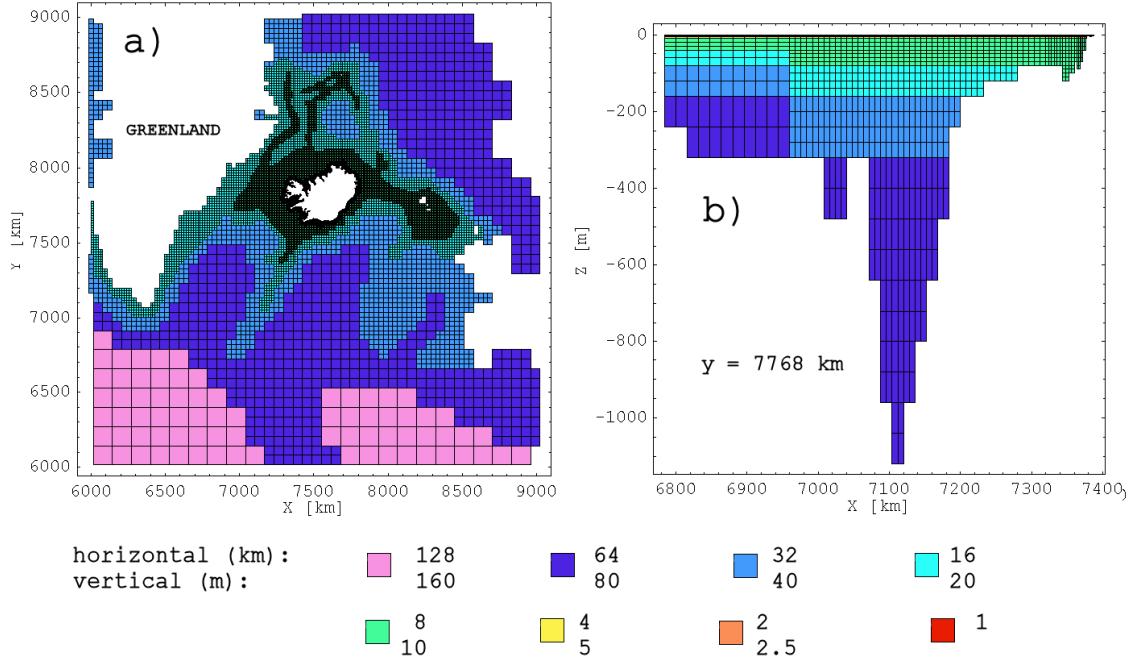 a)
GREENLAND
9000
8500
8000
7500
7000
6500
6000
Y [km]
6000 6500 7000 7500 8000 8500 9000
X [km]
b)
y = 7768 km
0
-200
-400
-600
-800
-1000
Z [m]
6800 6900 7000 7100 7200 7300 7400
X [km]
horizontal (km): 128 64 32 16
vertical (m): 160 80 40 20
8 4 2 1
10 5 2.5